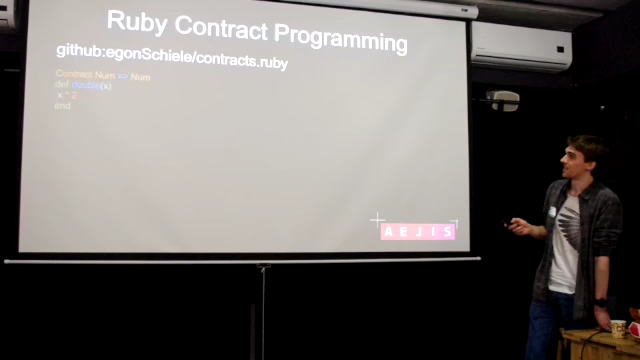 Ruby Contract Programming
github:egonSchiele/contracts.ruby
Contract Num => Num
def double(x)
x * 2
end
AEJIS